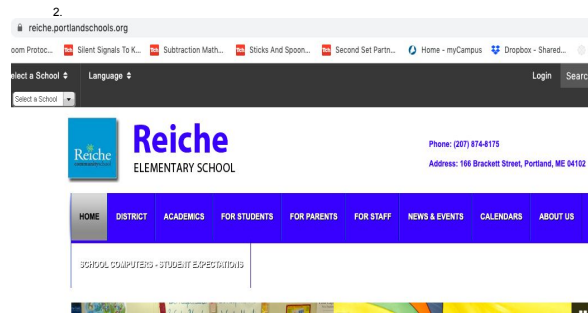 2.
reiche.portlandschools.org
oom Protoc... Silent Signals To K... Subtraction Math... Sticks And Spoon... Second Set Partn... Home - myCampus Dropbox - Shared...
elect a School Language Login Searc
Select a School
Reiche
Reiche
ELEMENTARY SCHOOL
Phone: (207) 874-8175
Address: 166 Brackett Street, Portland, ME 04102
HOME DISTRICT ACADEMICS FOR STUDENTS FOR PARENTS FOR STAFF NEWS & EVENTS CALENDARS ABOUT US
SCHOOL COMPUTERS - STUDENT EXPECTATIONS